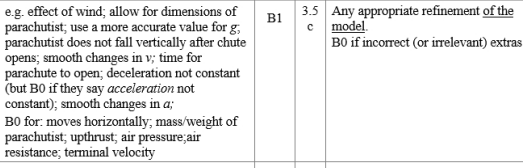 e.g. effect of wind; allow for dimensions of
parachutist; use a more accurate value for g;
parachutist does not fall vertically after chute
opens; smooth changes in v; time for
parachute to open; deceleration not constant
(but B0 if they say acceleration not
constant); smooth changes in a;
B0 for: moves horizontally; mass/weight of
parachutist; upthrust; air pressure;air
resistance; terminal velocity
B1
3.5
c
Any appropriate refinement of the
model.
B0 if incorrect (or irrelevant) extras